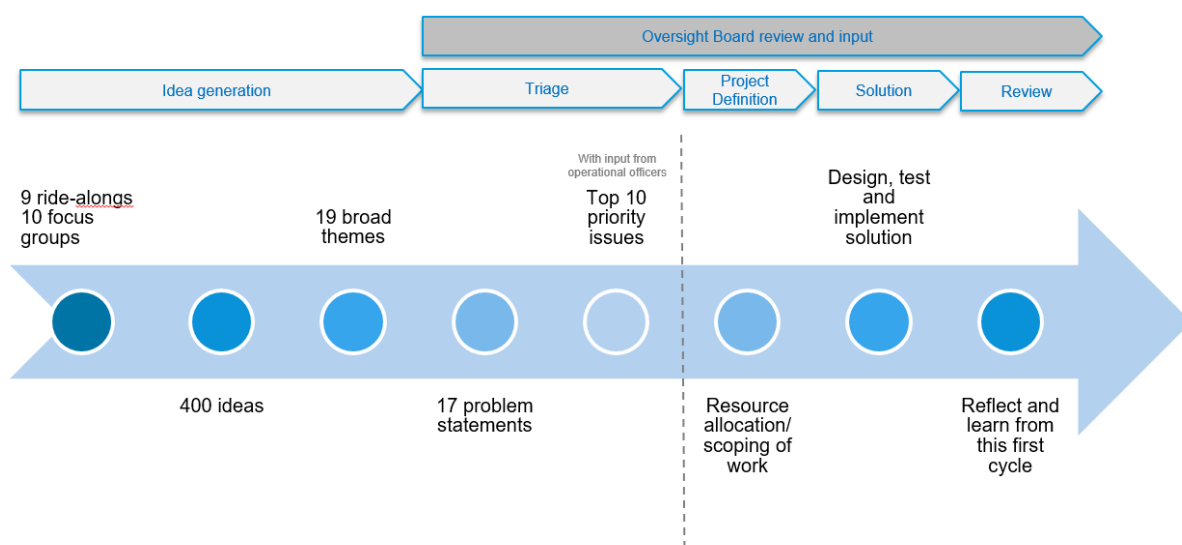 Oversight Board review and input
Idea generation
Triage
Project
Definition
Solution
Review
With input from
operational officers
9 ride-alongs
10 focus
groups
19 broad
themes
Top 10
priority
issues
Design, test
and
implement
solution
400 ideas
17 problem
statements
Resource
allocation/
scoping of
work
Reflect and
learn from
this first
cycle